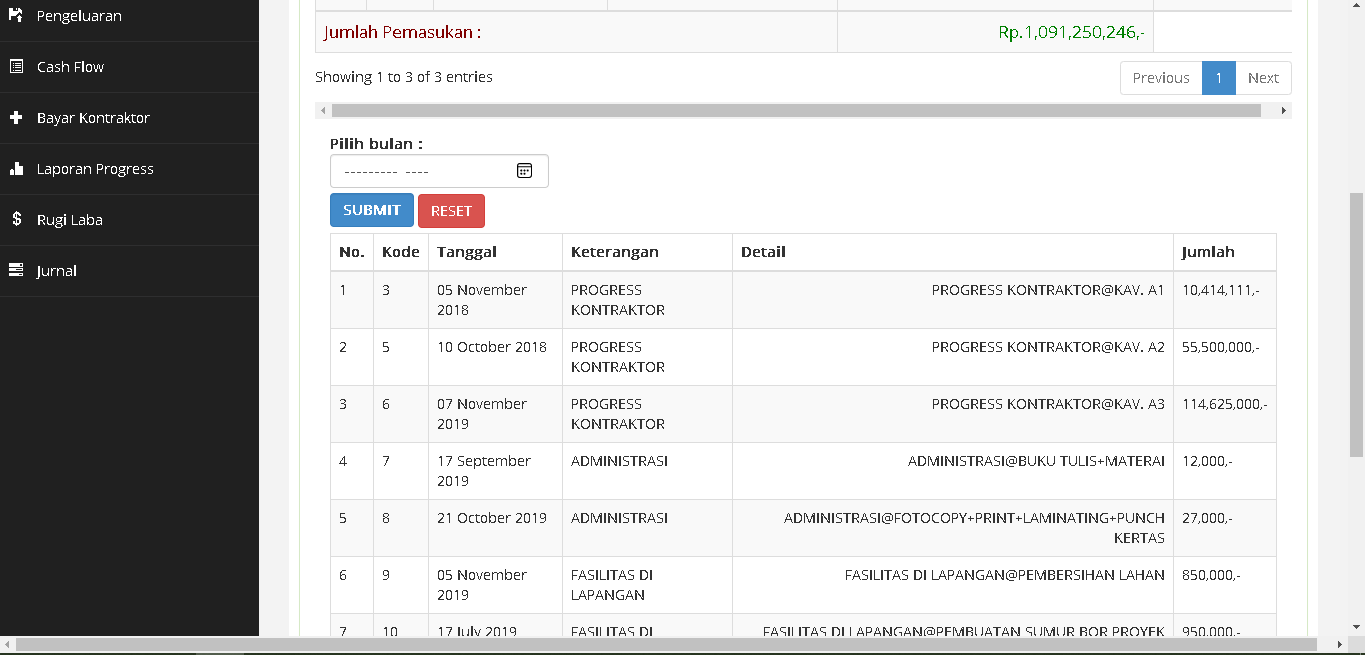 Pengeluaran
Cash Flow
Bayar Kontraktor
Laporan Progress
Rugi Laba
Jurnal
Jumlah Pemasukan : Rp.1,091,250,246,-
Showing 1 to 3 of 3 entries
Previous 1 Next
Pilih bulan :
--------- ----
SUBMIT RESET
No. Kode Tanggal Keterangan Detail Jumlah
1 3 05 November 2018 PROGRESS KONTRAKTOR PROGRESS KONTRAKTOR@KAV. A1 10,414,111,-
2 5 10 October 2018 PROGRESS KONTRAKTOR PROGRESS KONTRAKTOR@KAV. A2 55,500,000,-
3 6 07 November 2019 PROGRESS KONTRAKTOR PROGRESS KONTRAKTOR@KAV. A3 114,625,000,-
4 7 17 September 2019 ADMINISTRASI ADMINISTRASI@BUKU TULIS+MATERAI 12,000,-
5 8 21 October 2019 ADMINISTRASI ADMINISTRASI@FOTOCOPY+PRINT+LAMINATING+PUNCH KERTAS 27,000,-
6 9 05 November 2019 FASILITAS DI LAPANGAN FASILITAS DI LAPANGAN@PEMBERSIHAN LAHAN 850,000,-
7 10 17 July 2019 FASILITAS DI FASILITAS DI LAPANGAN@PEMBUATAN SUMUR BOR PROYEK 950,000,-